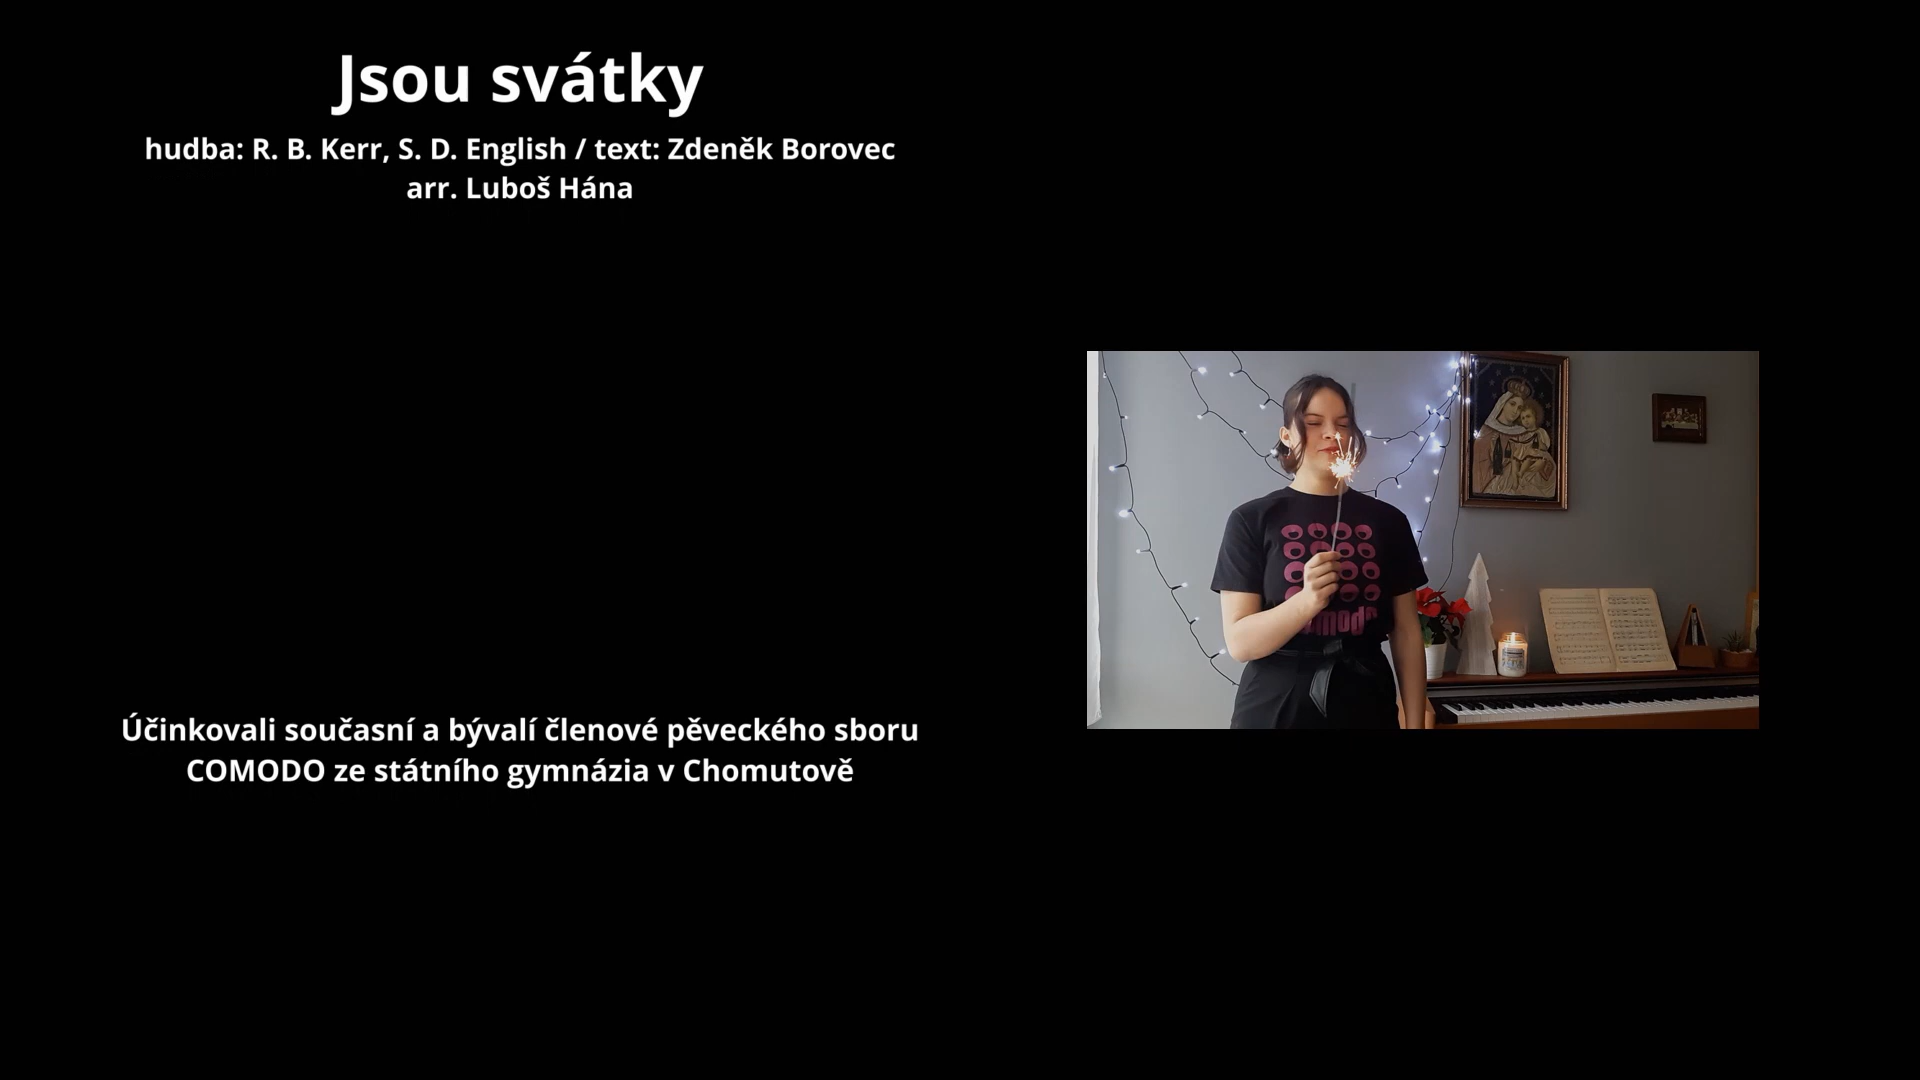 Jsou svátky
hudba: R. B. Kerr, S. D. English / text: Zdeněk Borovec
arr. Luboš Hána
Účinkovali současní a bývalí členové pěveckého sboru
COMODO ze státního gymnázia v Chomutově